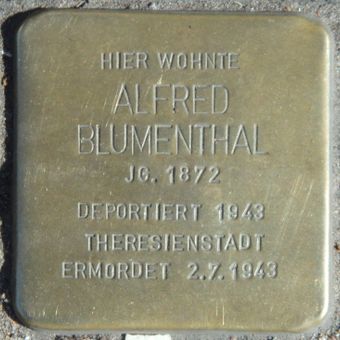 HIER WOHNTE
ALFRED
BLUMENTHAL
JG. 1872
DEPORTIERT 1943
THERESIENSTADT
ERMORDET 2.7.1943